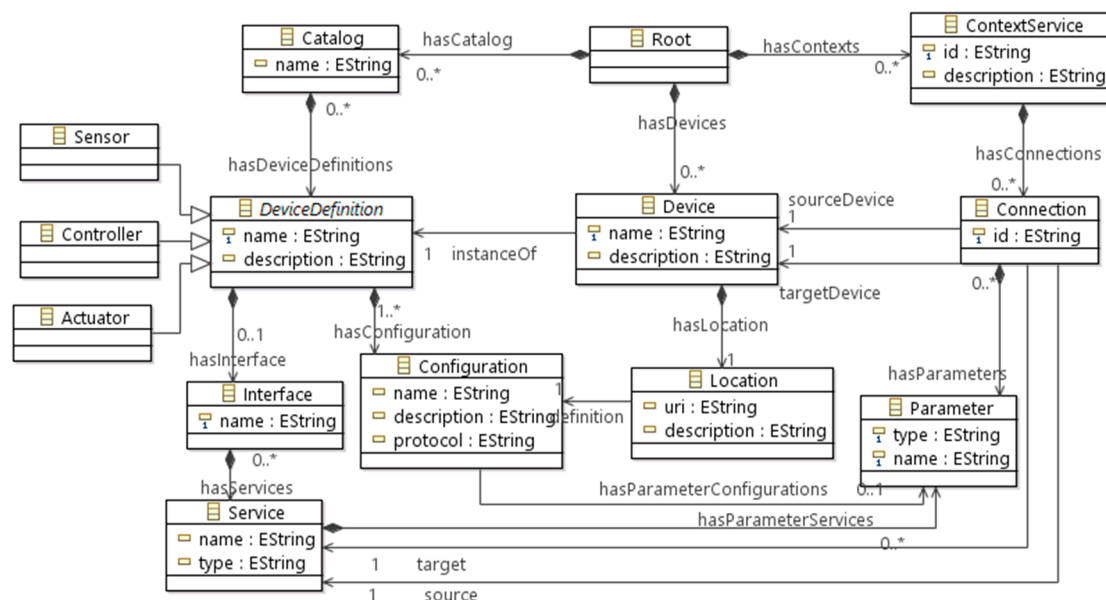 Catalog
name : EString
hasCatalog
0..*
Root
hasContexts
0..*
ContextService
id : EString
description : EString
0..*
hasDevices
hasConnections
Sensor
hasDeviceDefinitions
0..*
0..*
DeviceDefinition
name : EString
description : EString
Device
name : EString
description : EString
sourceDevice
1
Connection
id : EString
Controller
1
instanceOf
1
targetDevice
0..*
Actuator
0..1
1..*
hasConfiguration
hasLocation
hasInterface
1
hasParameters
Configuration
name : EString
description : EString
protocol : EString
1
definition
Location
uri : EString
description : EString
Interface
name : EString
Parameter
type : EString
name : EString
0..*
hasServices
hasParameterConfigurations
0..1
Service
name : EString
type : EString
hasParameterServices
0..*
1
target
1
source